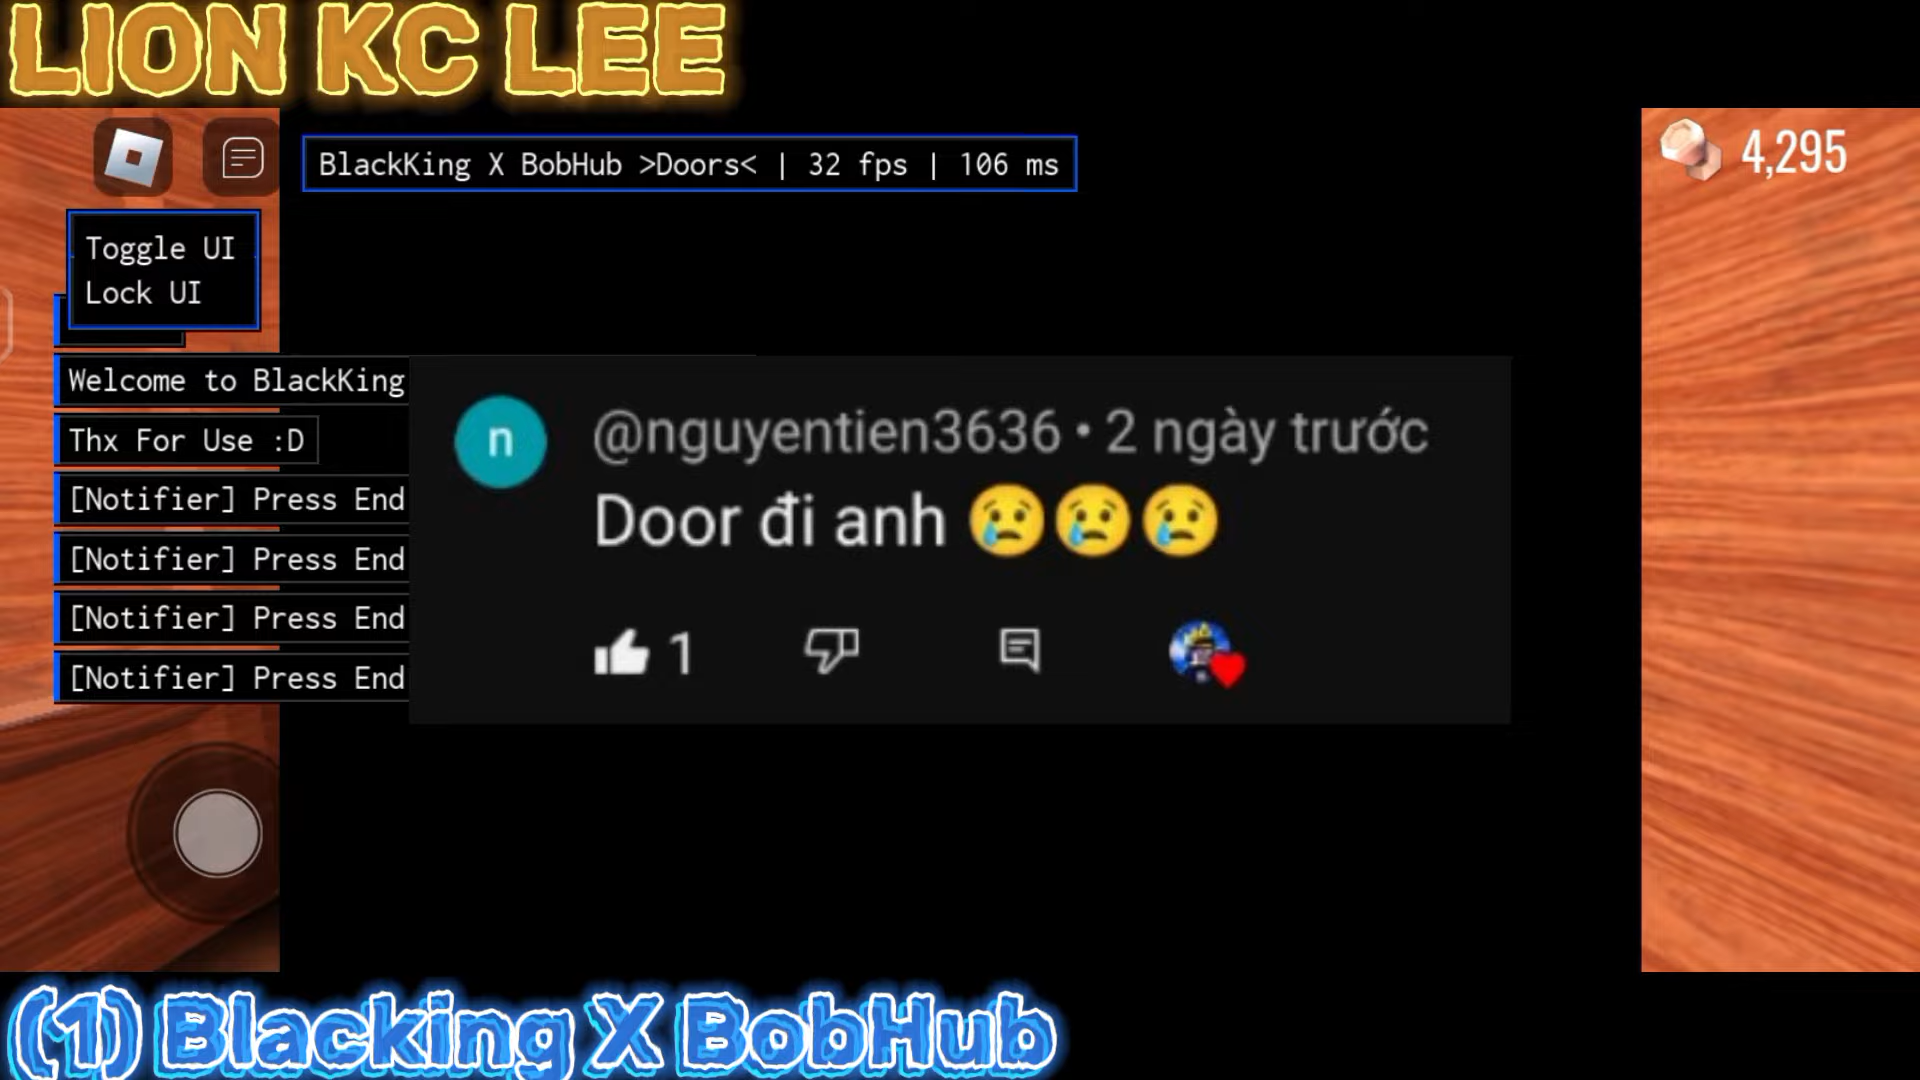 LION KC LEE
BlackKing X BobHub >Doors< | 32 fps | 106 ms
4,295
Toggle UI
Lock UI
Welcome to BlackKing
Thx For Use :D
[Notifier] Press End
[Notifier] Press End
[Notifier] Press End
[Notifier] Press End
n
@nguyentien3636 • 2 ngày trước
Door đi anh 😢😢😢
1
(1) Blacking X BobHub